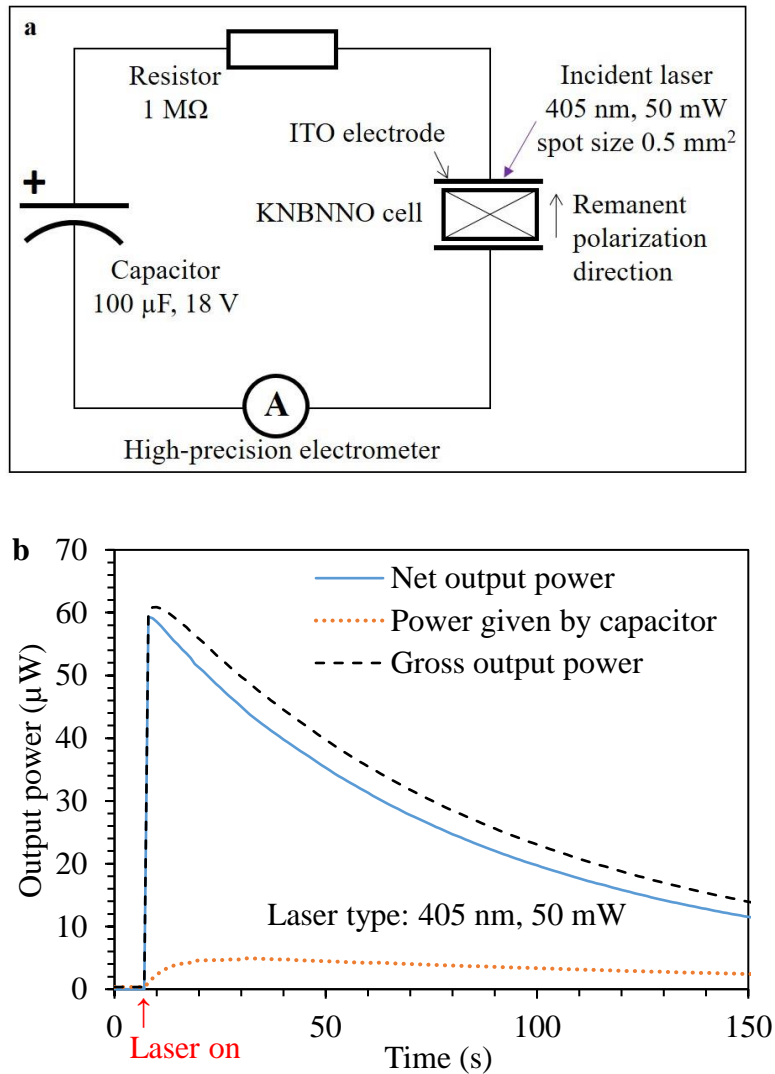 a
Resistor
1 MΩ
Incident laser
405 nm, 50 mW
spot size 0.5 mm²
ITO electrode
+
KNBNNO cell
Remanent
polarization
direction
Capacitor
100 µF, 18 V
A
High-precision electrometer
b
70
60
50
40
30
20
10
0
Output power (µW)
Net output power
Power given by capacitor
Gross output power
Laser type: 405 nm, 50 mW
0
50
100
150
Laser on
Time (s)